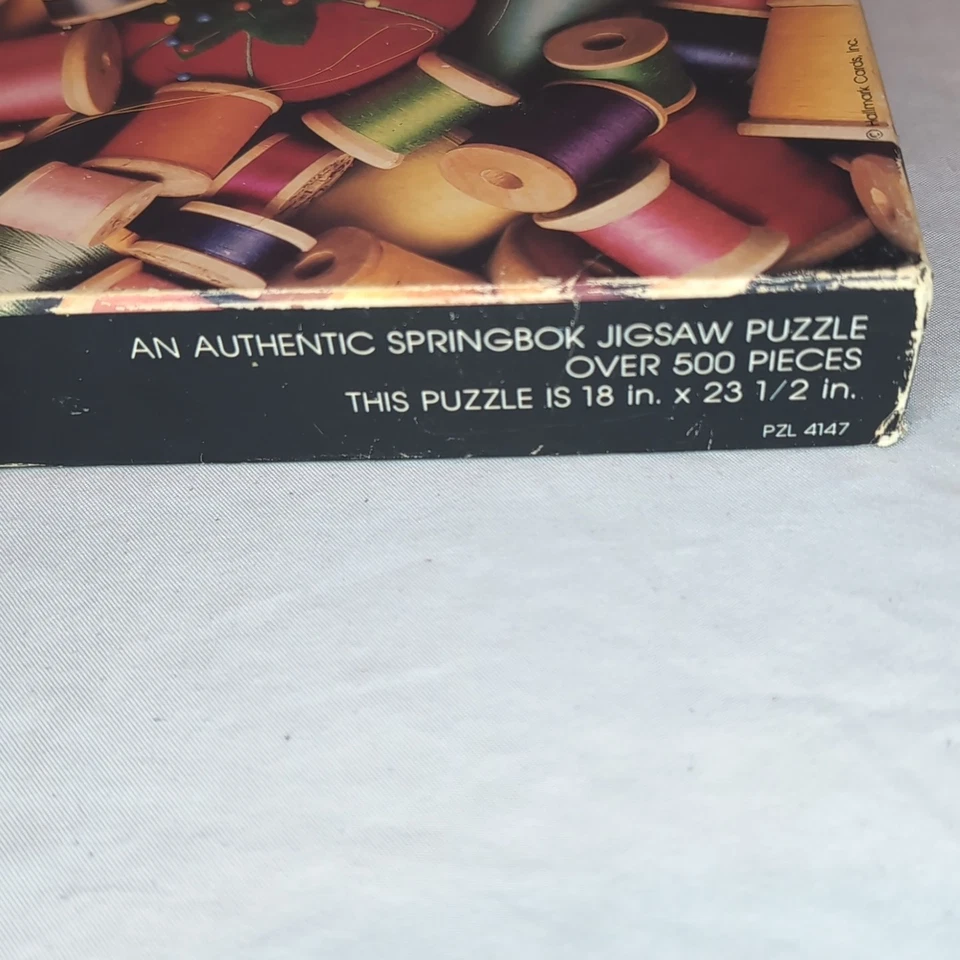 © Hallmark Cards, Inc.
AN AUTHENTIC SPRINGBOK JIGSAW PUZZLE
OVER 500 PIECES
THIS PUZZLE IS 18 in. x 23 1/2 in.
PZL 4147